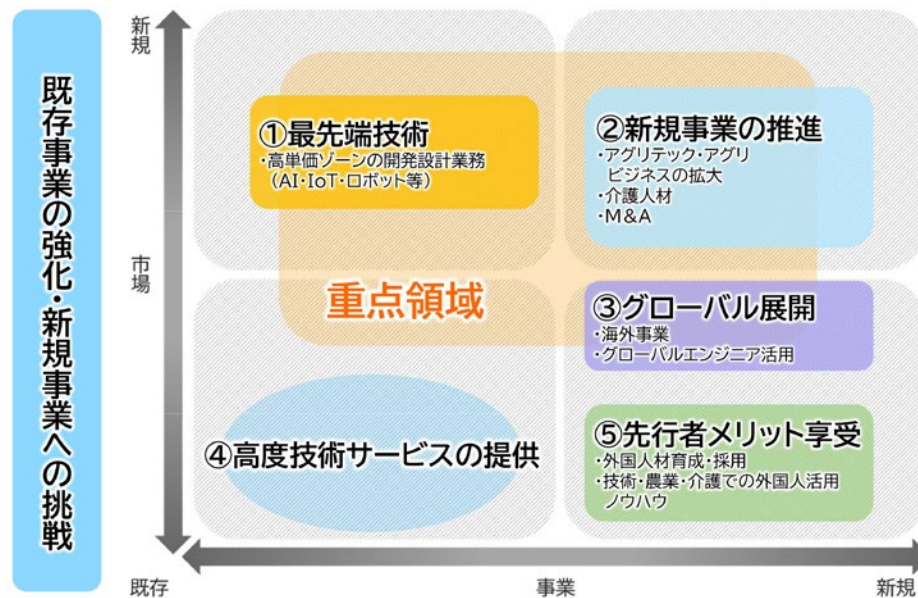 既存事業の強化・新規事業への挑戦
新規
市場
①最先端技術
・高単価ゾーンの開発設計業務
（AI・IoT・ロボット等）
②新規事業の推進
・アグリテック・アグリ
ビジネスの拡大
・介護人材
・M&A
重点領域
③グローバル展開
・海外事業
・グローバルエンジニア活用
④高度技術サービスの提供
⑤先行者メリット享受
・外国人材育成・採用
・技術・農業・介護での外国人活用
ノウハウ
既存
事業
新規